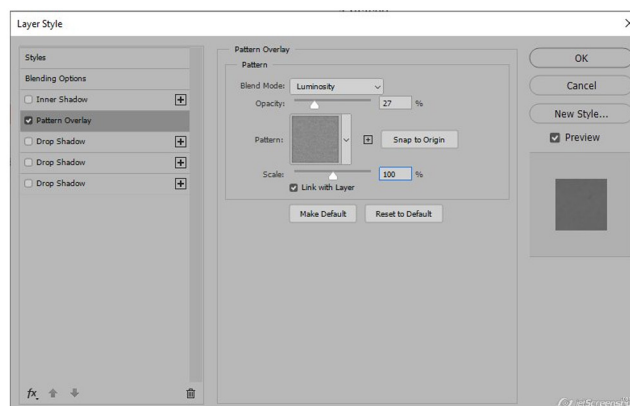 Layer Style
Styles
Blending Options
Inner Shadow
Pattern Overlay
Drop Shadow
Drop Shadow
Drop Shadow
fx
Pattern Overlay
Pattern
Blend Mode: Luminosity
Opacity: 27 %
Pattern:
Snap to Origin
Scale: 100 %
Link with Layer
Make Default
Reset to Default
OK
Cancel
New Style...
Preview